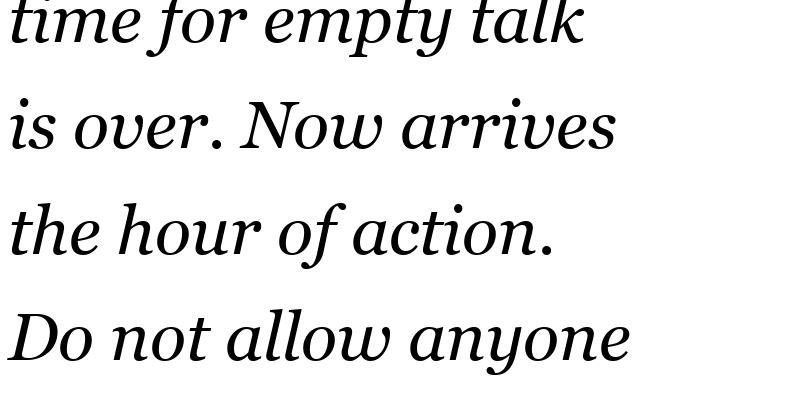 time for empty talk
is over. Now arrives
the hour of action.
Do not allow anyone